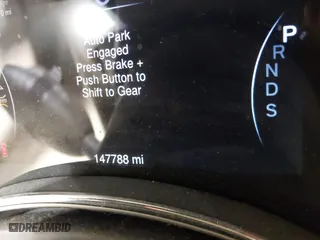 Auto Park
Engaged
Press Brake +
Push Button to
Shift to Gear
P
R
N
D
S
147788 mi
DREAMBID